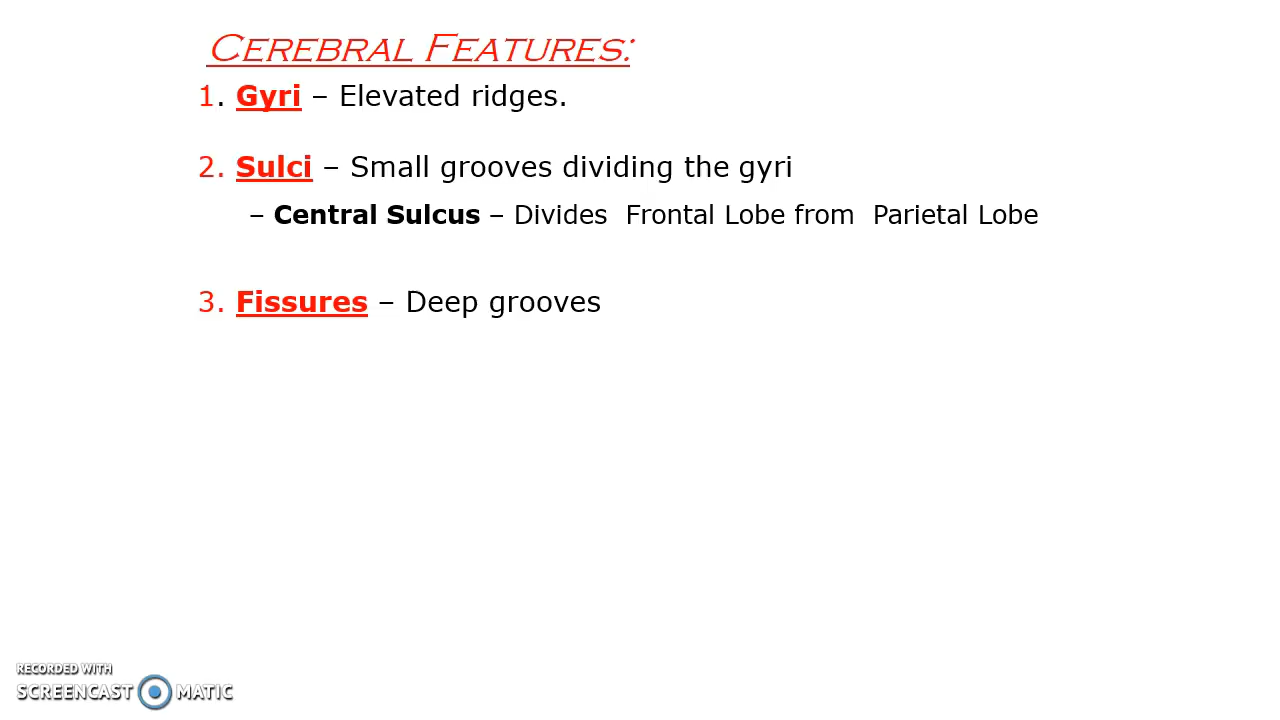 CEREBRAL FEATURES:
1. Gyri – Elevated ridges.
2. Sulci – Small grooves dividing the gyri
– Central Sulcus – Divides Frontal Lobe from Parietal Lobe
3. Fissures – Deep grooves
RECORDED WITH
SCREENCAST MATIC